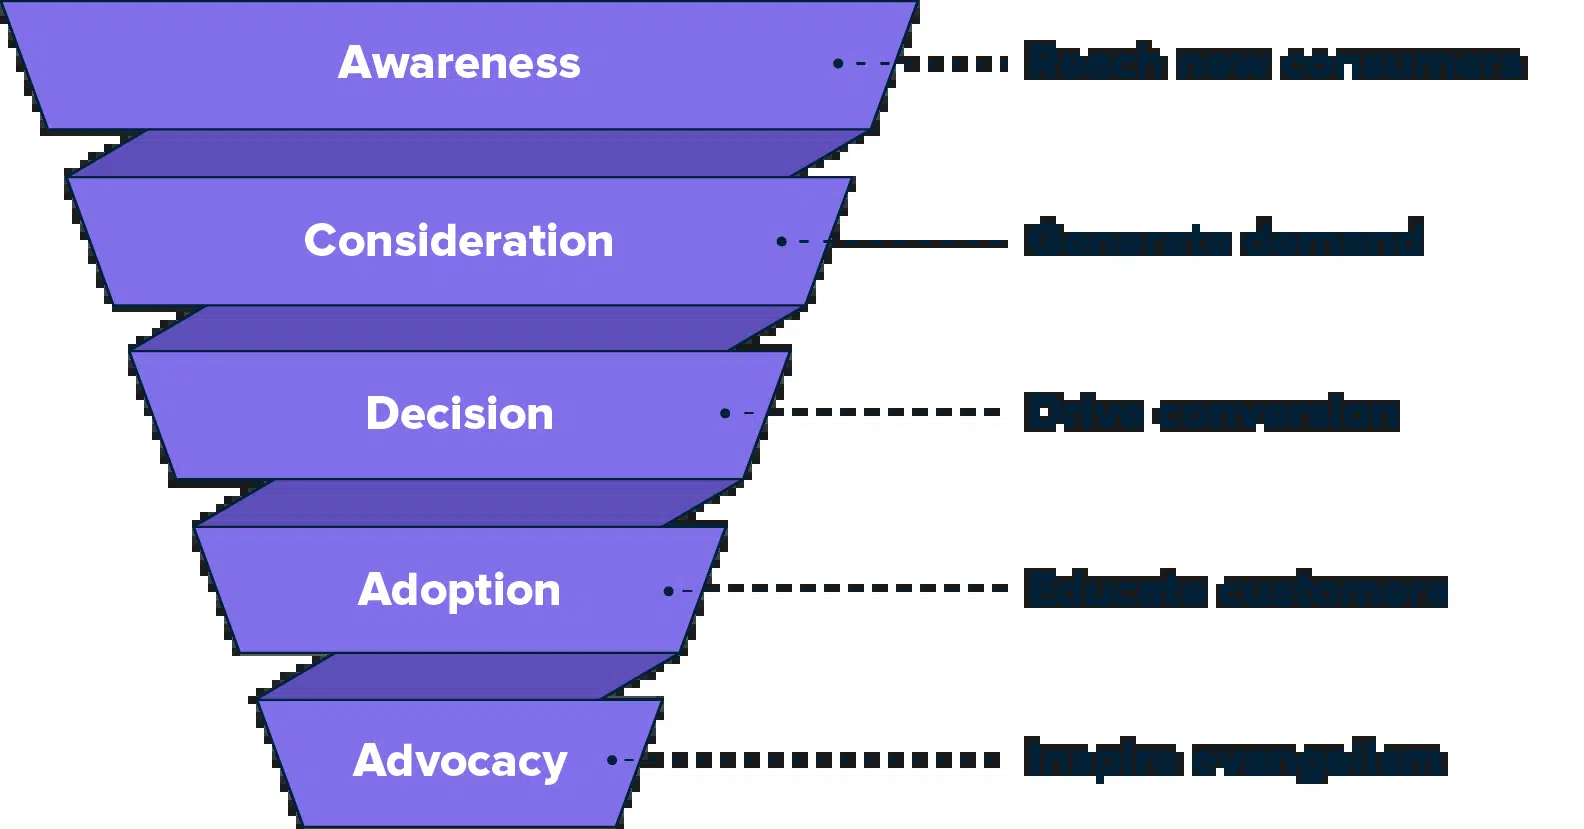 Awareness
Reach new consumers
Consideration
Generate demand
Decision
Drive conversion
Adoption
Educate customers
Advocacy
Inspire evangelism